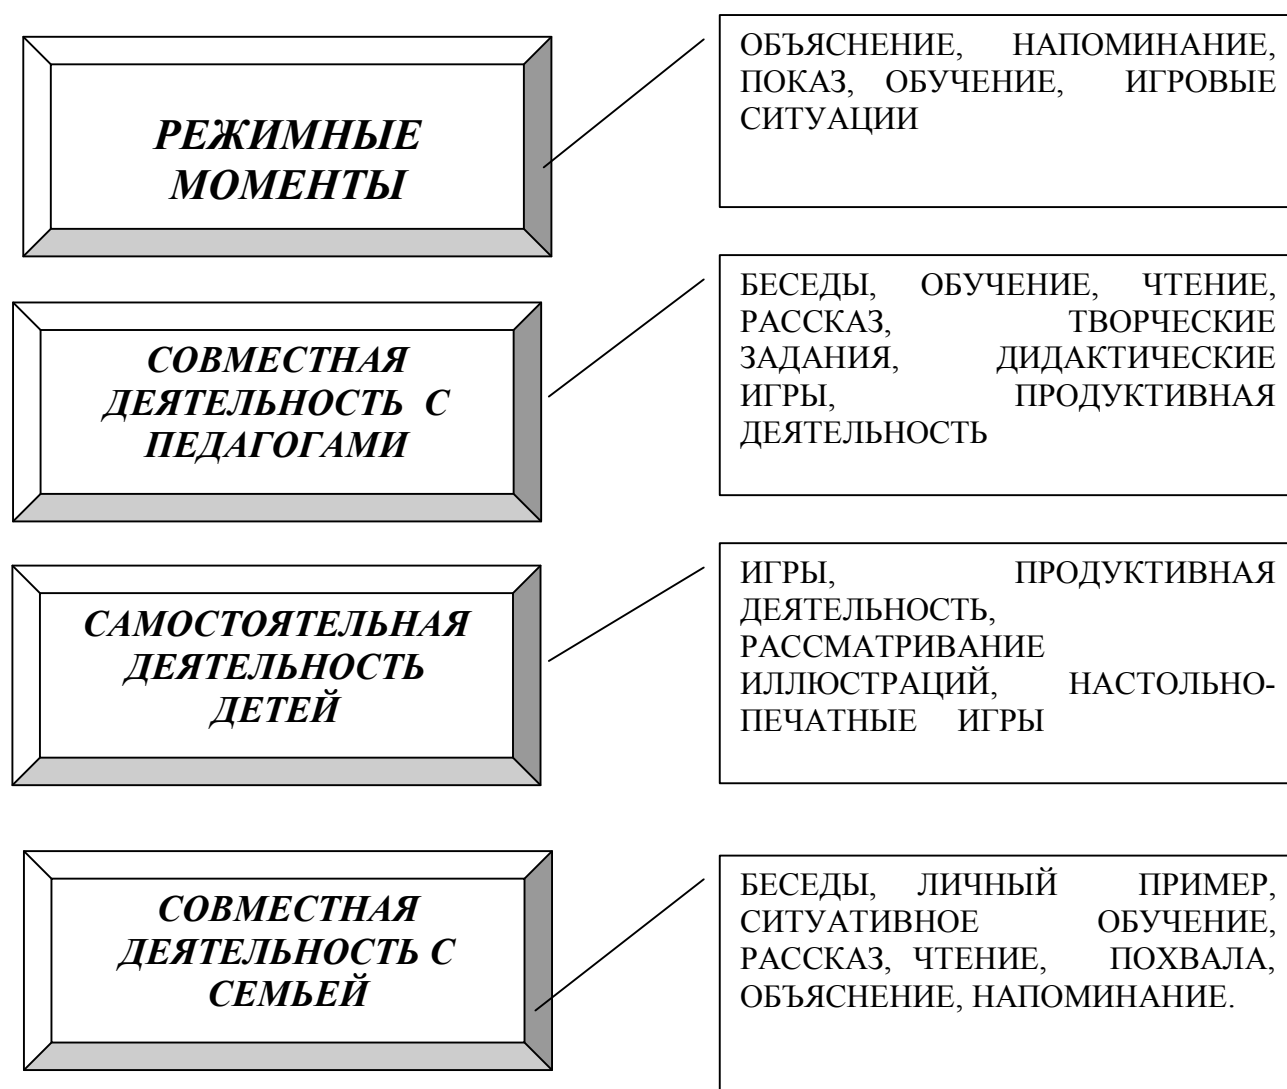 РЕЖИМНЫЕ
МОМЕНТЫ
ОБЪЯСНЕНИЕ, НАПОМИНАНИЕ,
ПОКАЗ, ОБУЧЕНИЕ, ИГРОВЫЕ
СИТУАЦИИ
СОВМЕСТНАЯ
ДЕЯТЕЛЬНОСТЬ С
ПЕДАГОГАМИ
БЕСЕДЫ, ОБУЧЕНИЕ, ЧТЕНИЕ,
РАССКАЗ, ТВОРЧЕСКИЕ
ЗАДАНИЯ, ДИДАКТИЧЕСКИЕ
ИГРЫ, ПРОДУКТИВНАЯ
ДЕЯТЕЛЬНОСТЬ
САМОСТОЯТЕЛЬНАЯ
ДЕЯТЕЛЬНОСТЬ
ДЕТЕЙ
ИГРЫ, ПРОДУКТИВНАЯ
ДЕЯТЕЛЬНОСТЬ,
РАССМАТРИВАНИЕ
ИЛЛЮСТРАЦИЙ, НАСТОЛЬНО-
ПЕЧАТНЫЕ ИГРЫ
СОВМЕСТНАЯ
ДЕЯТЕЛЬНОСТЬ С
СЕМЬЕЙ
БЕСЕДЫ, ЛИЧНЫЙ ПРИМЕР,
СИТУАТИВНОЕ ОБУЧЕНИЕ,
РАССКАЗ, ЧТЕНИЕ, ПОХВАЛА,
ОБЪЯСНЕНИЕ, НАПОМИНАНИЕ.